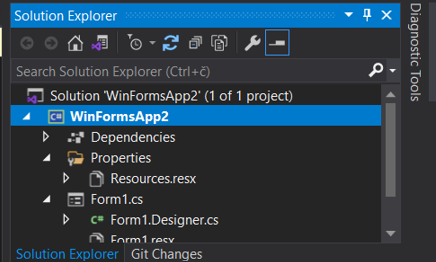 Solution Explorer
Search Solution Explorer (Ctrl+č)
Solution 'WinFormsApp2' (1 of 1 project)
C# WinFormsApp2
Dependencies
Properties
Resources.resx
Form1.cs
C# Form1.Designer.cs
Form1.resx
Solution Explorer Git Changes
Diagnostic Tools